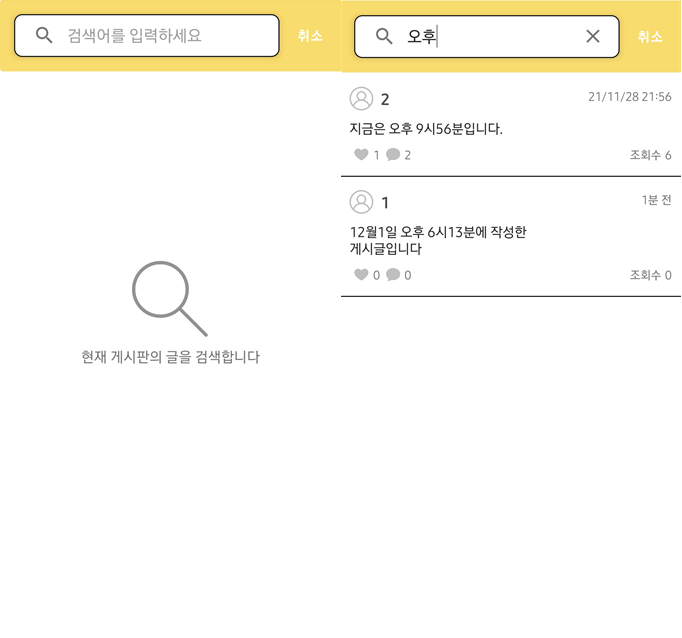 검색어를 입력하세요
취소
현재 게시판의 글을 검색합니다
오후
취소
2
21/11/28 21:56
지금은 오후 9시56분입니다.
1 2
조회수 6
1
1분 전
12월1일 오후 6시13분에 작성한
게시글입니다
0 0
조회수 0